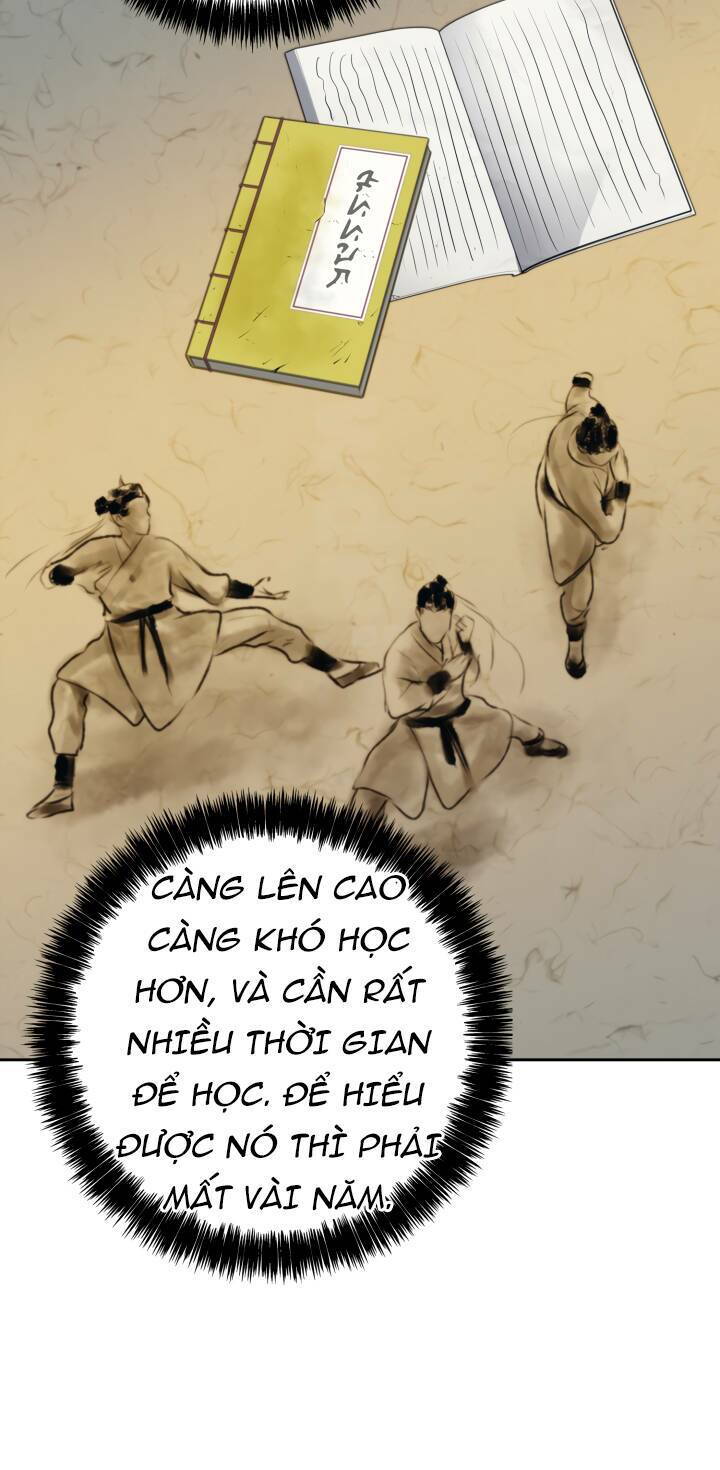 CÀNG LÊN CAO
CÀNG KHÓ HỌC
HƠN, VÀ CẦN RẤT
NHIỀU THỜI GIAN
ĐỂ HỌC. ĐỂ HIỂU
ĐƯỢC NÓ THÌ PHẢI
MẤT VÀI NĂM.